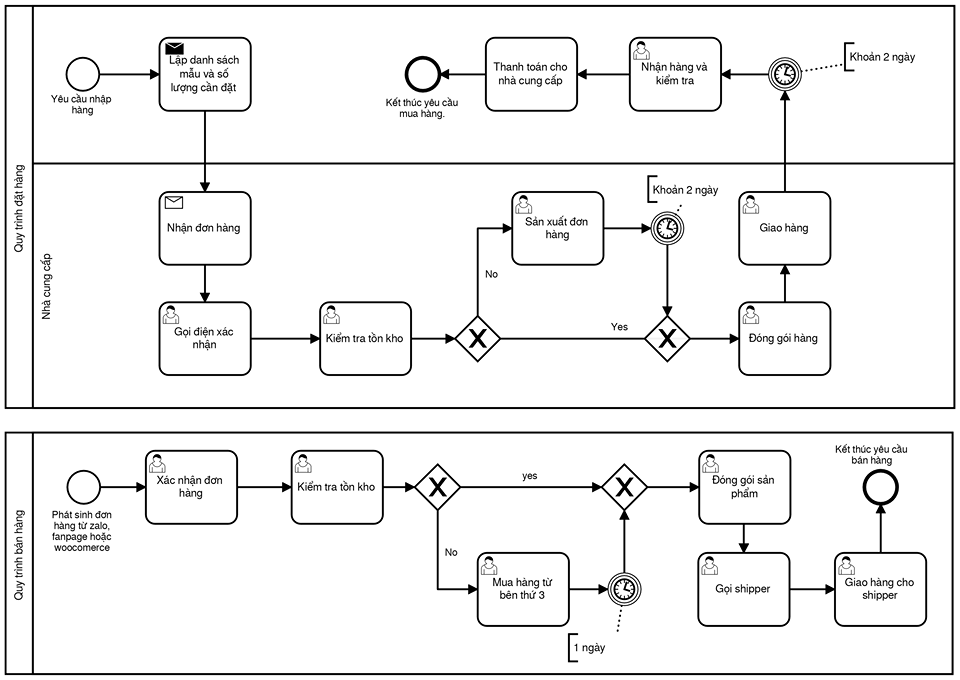 Quy trình đặt hàng
Yêu cầu nhập
hàng
Lập danh sách
mẫu và số
lượng cần đặt
Kết thúc yêu cầu
mua hàng.
Thanh toán cho
nhà cung cấp
Nhận hàng và
kiểm tra
Khoản 2 ngày
Nhà cung cấp
Nhận đơn hàng
Gọi điện xác
nhận
Kiểm tra tồn kho
No
Sản xuất đơn
hàng
Khoản 2 ngày
Yes
Giao hàng
Đóng gói hàng
Quy trình bán hàng
Phát sinh đơn
hàng từ zalo,
fanpage hoặc
woocomerce
Xác nhận đơn
hàng
Kiểm tra tồn kho
yes
No
Mua hàng từ
bên thứ 3
1 ngày
Đóng gói sản
phẩm
Gọi shipper
Giao hàng cho
shipper
Kết thúc yêu cầu
bán hàng